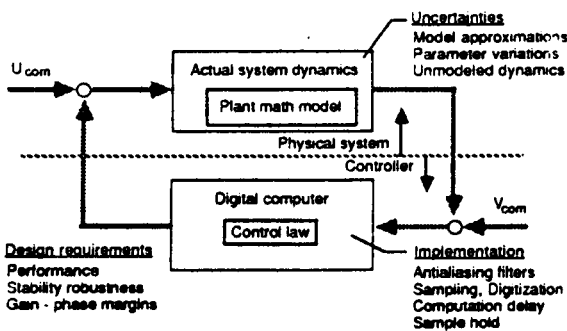 Uncertainties
Model approximations
Parameter variations
Unmodeled dynamics
U com
Actual system dynamics
Plant math model
Physical system
Controller
Digital computer
Control law
V com
Design requirements
Performance
Stability robustness
Gain - phase margins
Implementation
Antialiasing filters
Sampling, Digitization
Computation delay
Sample hold